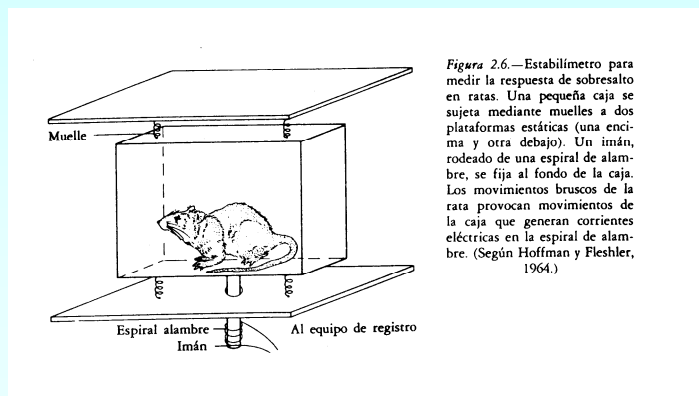 Figura 2.6.—Estabilímetro para
medir la respuesta de sobresalto
en ratas. Una pequeña caja se
sujeta mediante muelles a dos
plataformas estáticas (una enci-
ma y otra debajo). Un imán,
rodeado de una espiral de alam-
bre, se fija al fondo de la caja.
Los movimientos bruscos de la
rata provocan movimientos de
la caja que generan corrientes
eléctricas en la espiral de alam-
bre. (Según Hoffman y Fleshler,
1964.)
Muelle
Espiral alambre
Al equipo de registro
Imán